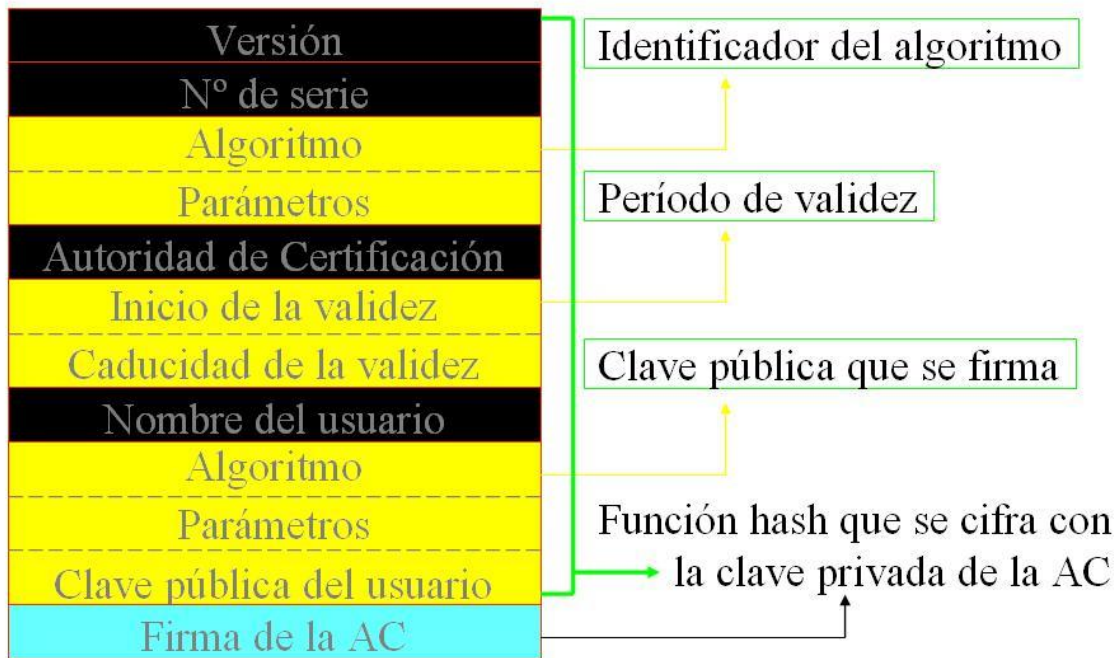 Versión
Nº de serie
Algoritmo
Parámetros
Autoridad de Certificación
Inicio de la validez
Caducidad de la validez
Nombre del usuario
Algoritmo
Parámetros
Clave pública del usuario
Firma de la AC
Identificador del algoritmo
Período de validez
Clave pública que se firma
Función hash que se cifra con
la clave privada de la AC